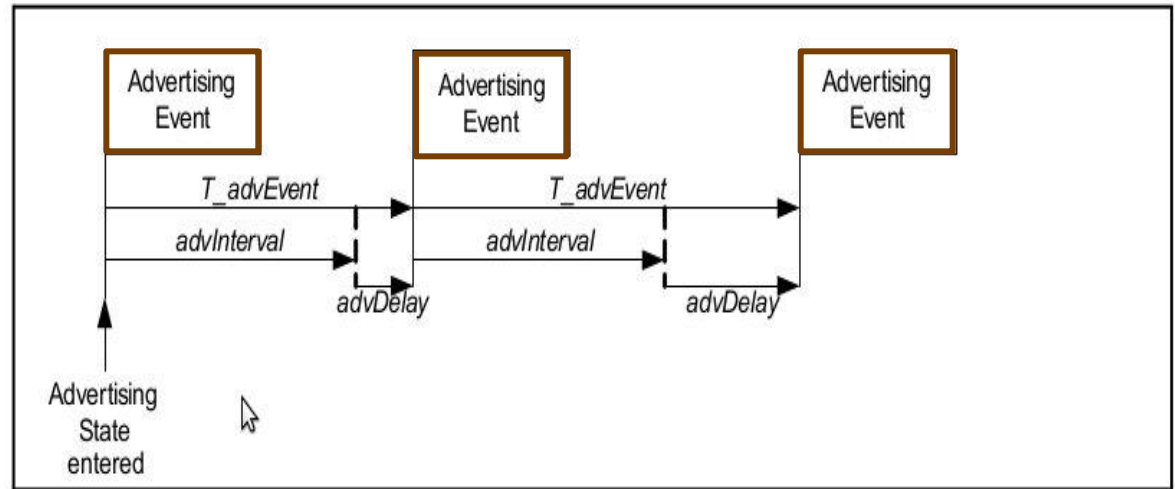 Advertising
Event
Advertising
Event
Advertising
Event
T_advEvent
T_advEvent
advInterval
advInterval
advDelay
advDelay
Advertising
State
entered